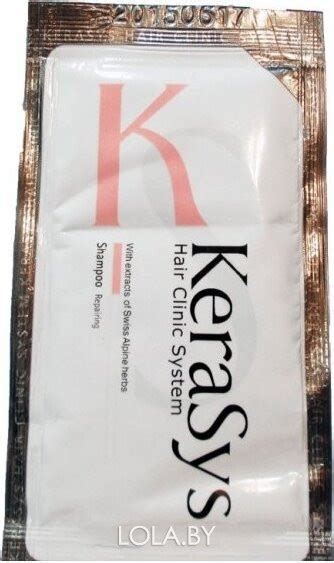 20150617
K
KeraSys
Hair Clinic System
With extracts of Swiss Alpine herbs
Shampoo Repairing
LOLA.BY